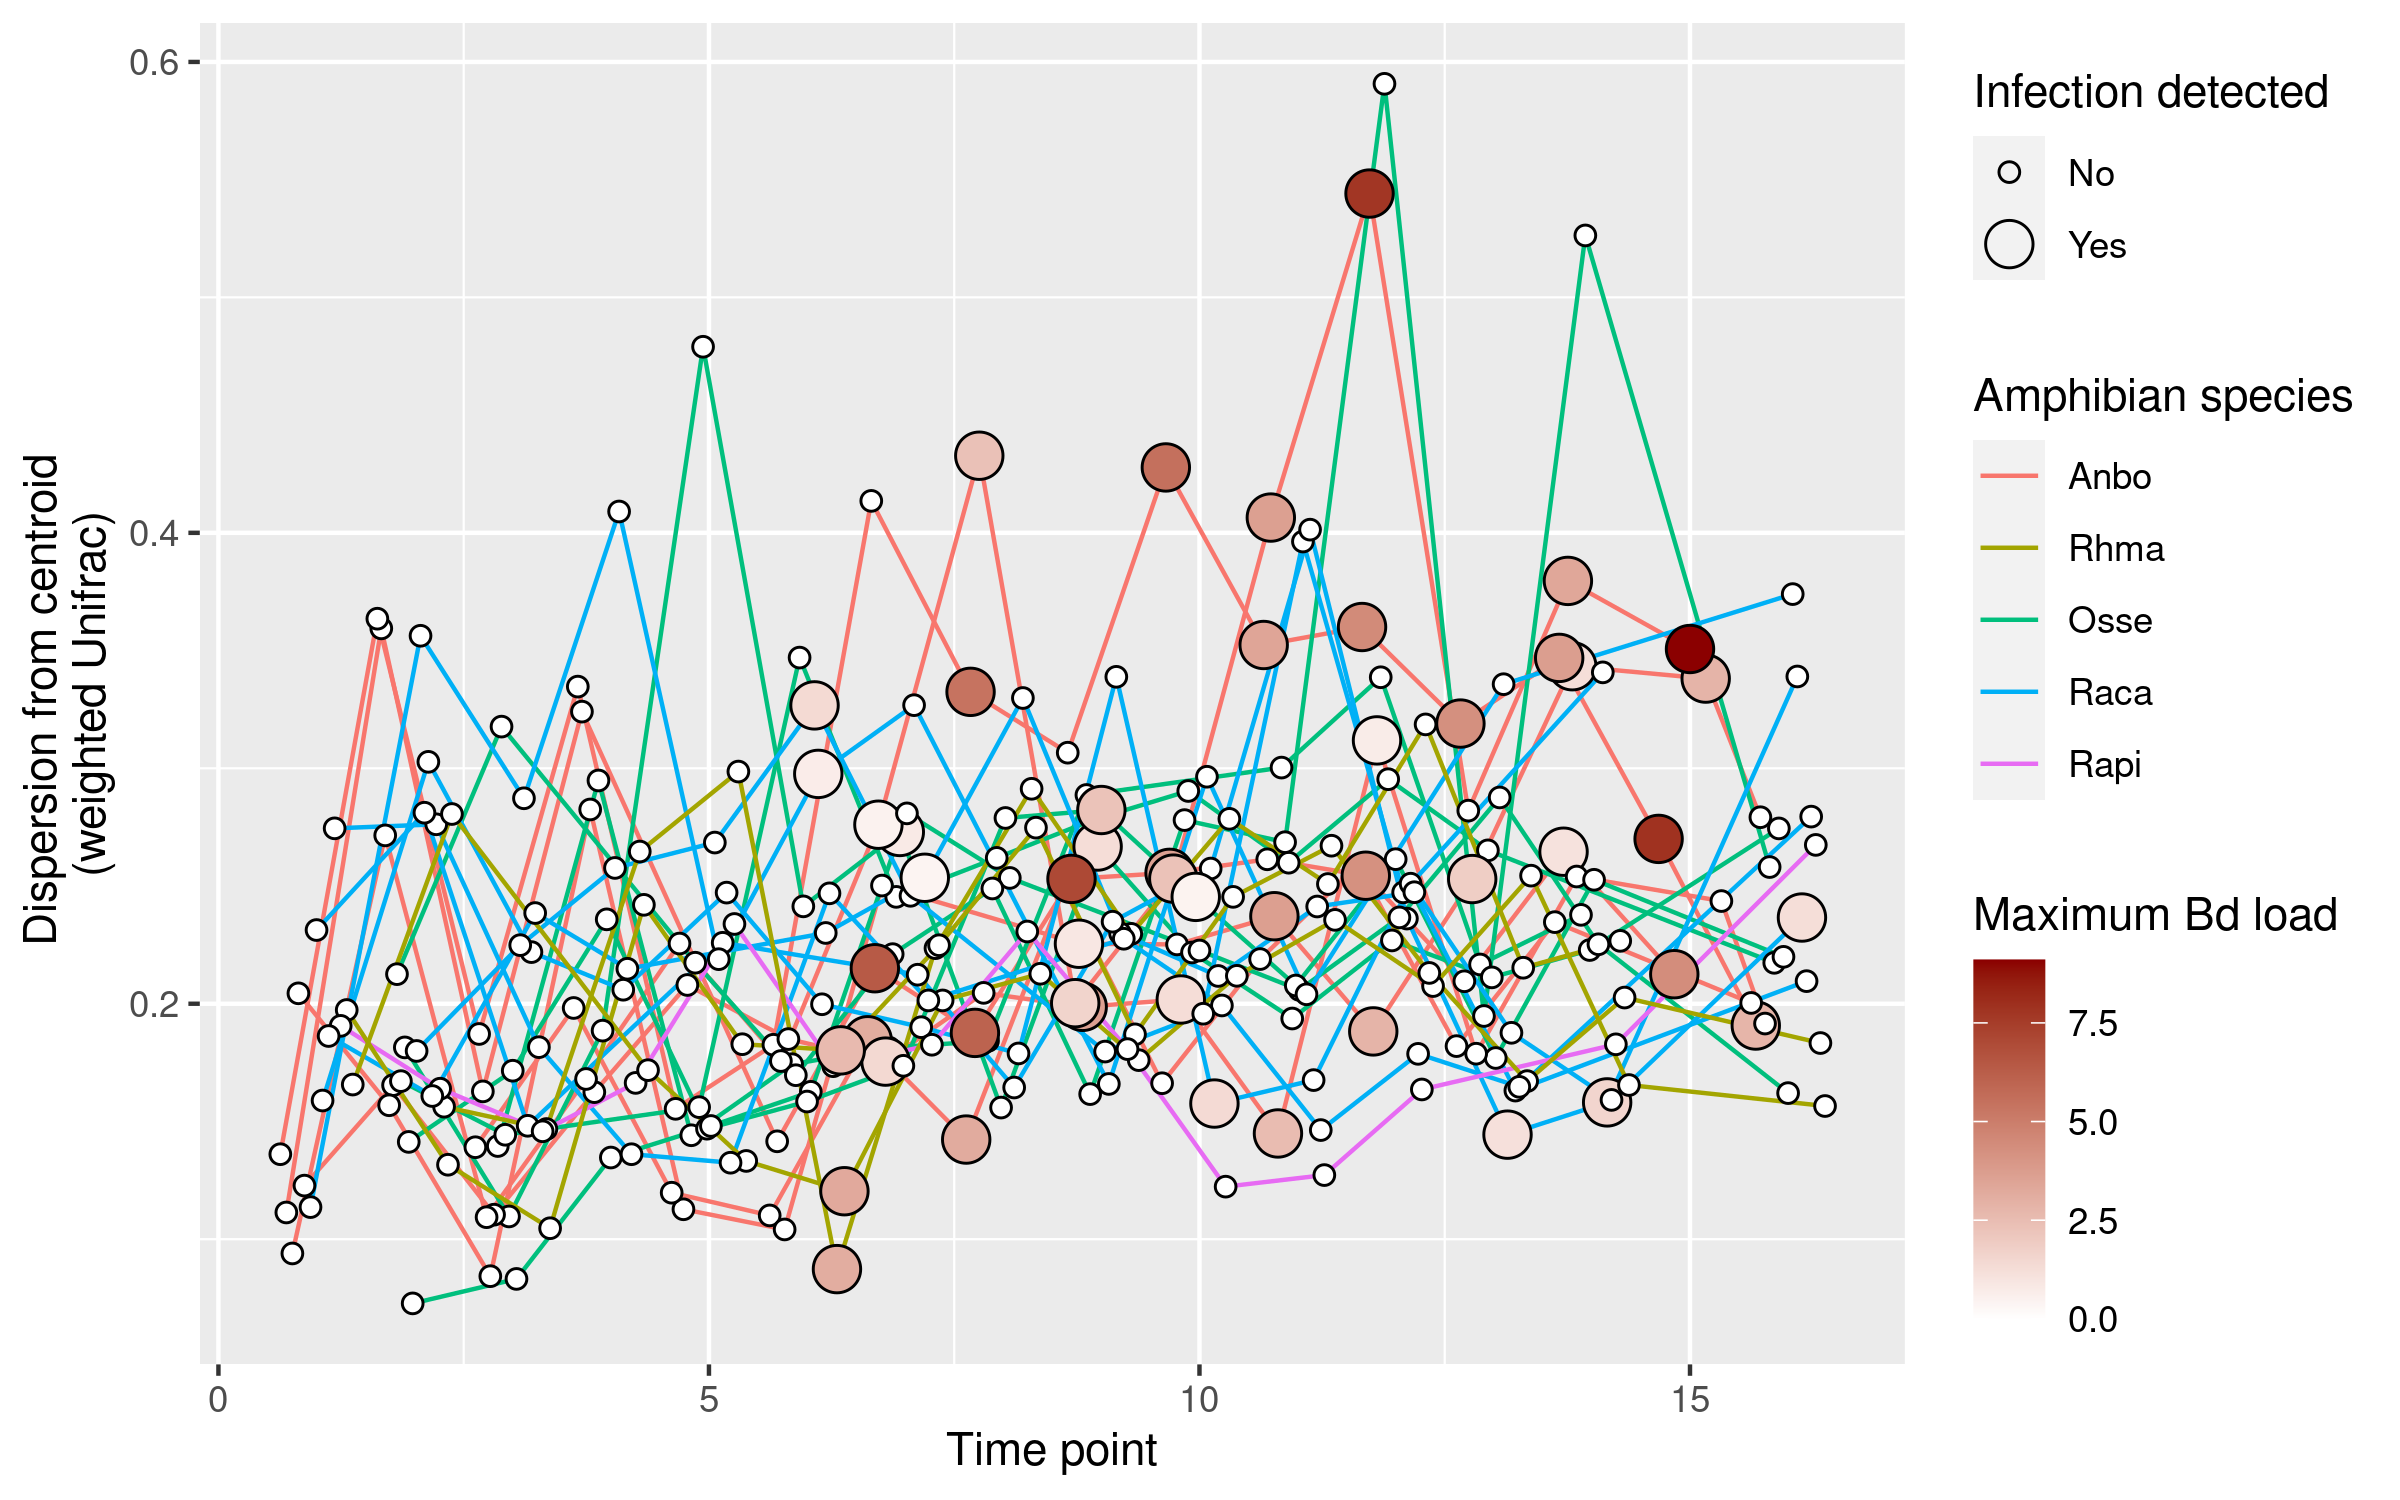 Dispersion from centroid
(weighted Unifrac)
0.6
0.4
0.2
0
5
10
15
Time point
Infection detected
No
Yes
Amphibian species
Anbo
Rhma
Osse
Raca
Rapi
Maximum Bd load
7.5
5.0
2.5
0.0